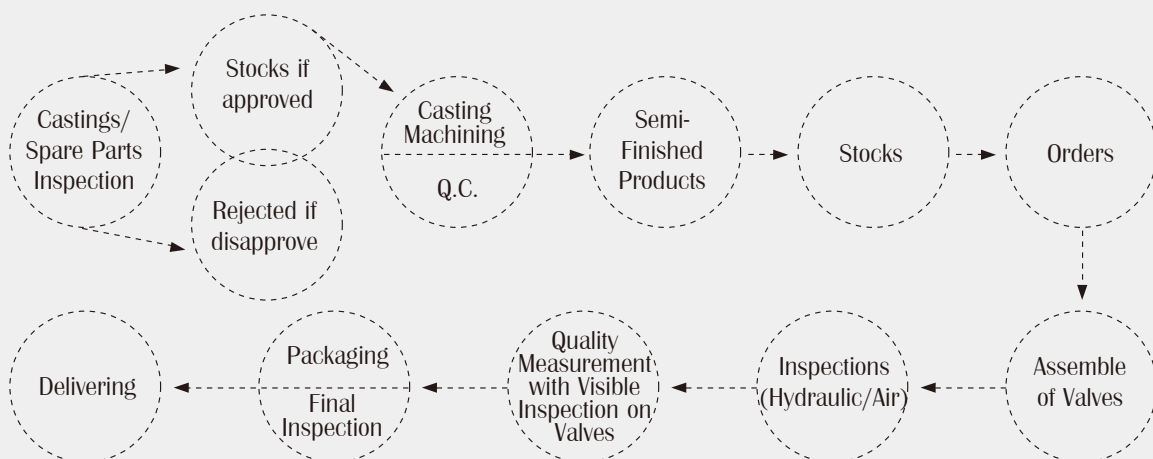 Castings/
Spare Parts
Inspection
Stocks if
approved
Rejected if
disapprove
Casting
Machining
Q.C.
Semi-
Finished
Products
Stocks
Orders
Assemble
of Valves
Inspections
(Hydraulic/Air)
Quality
Measurement
with Visible
Inspection on
Valves
Packaging
Final
Inspection
Delivering